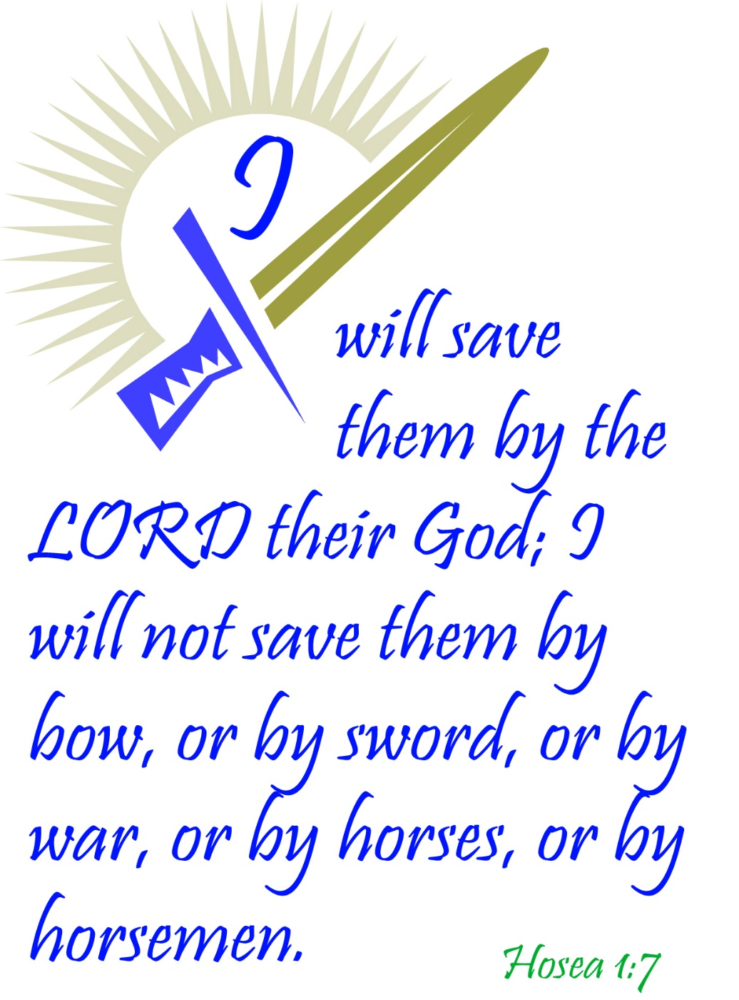 I
will save
them by the
LORD their God; I
will not save them by
bow, or by sword, or by
war, or by horses, or by
horsemen.
Hosea 1:7